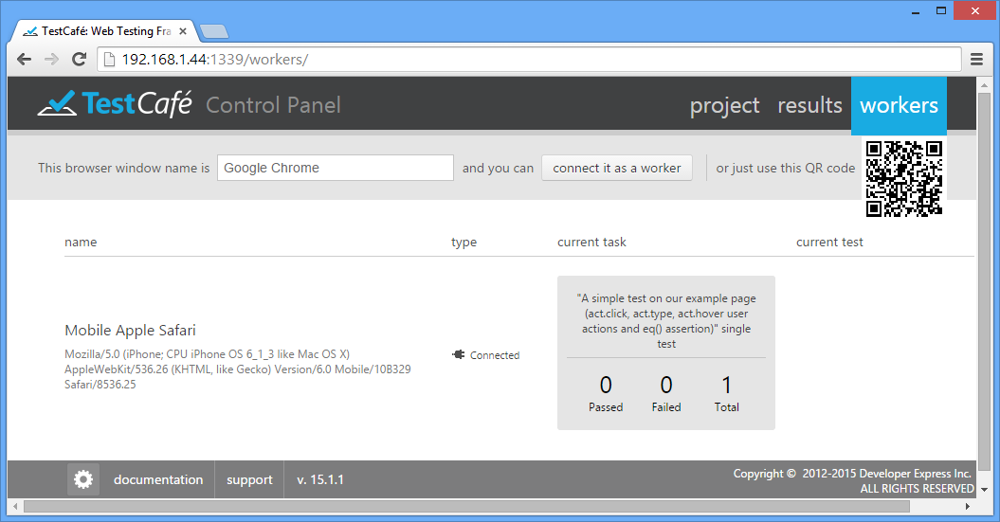 TestCafé: Web Testing Fra
192.168.1.44:1339/workers/
TestCafé Control Panel
project results workers
This browser window name is Google Chrome and you can connect it as a worker or just use this QR code
name type current task current test
"A simple test on our example page
(act.click, act.type, act.hover user
actions and eq() assertion)" single
test
Mobile Apple Safari
Mozilla/5.0 (iPhone; CPU iPhone OS 6_1_3 like Mac OS X)
AppleWebKit/536.26 (KHTML, like Gecko) Version/6.0 Mobile/10B329
Safari/8536.25
Connected
0 0 1
Passed Failed Total
documentation support v. 15.1.1
Copyright © 2012-2015 Developer Express Inc.
ALL RIGHTS RESERVED